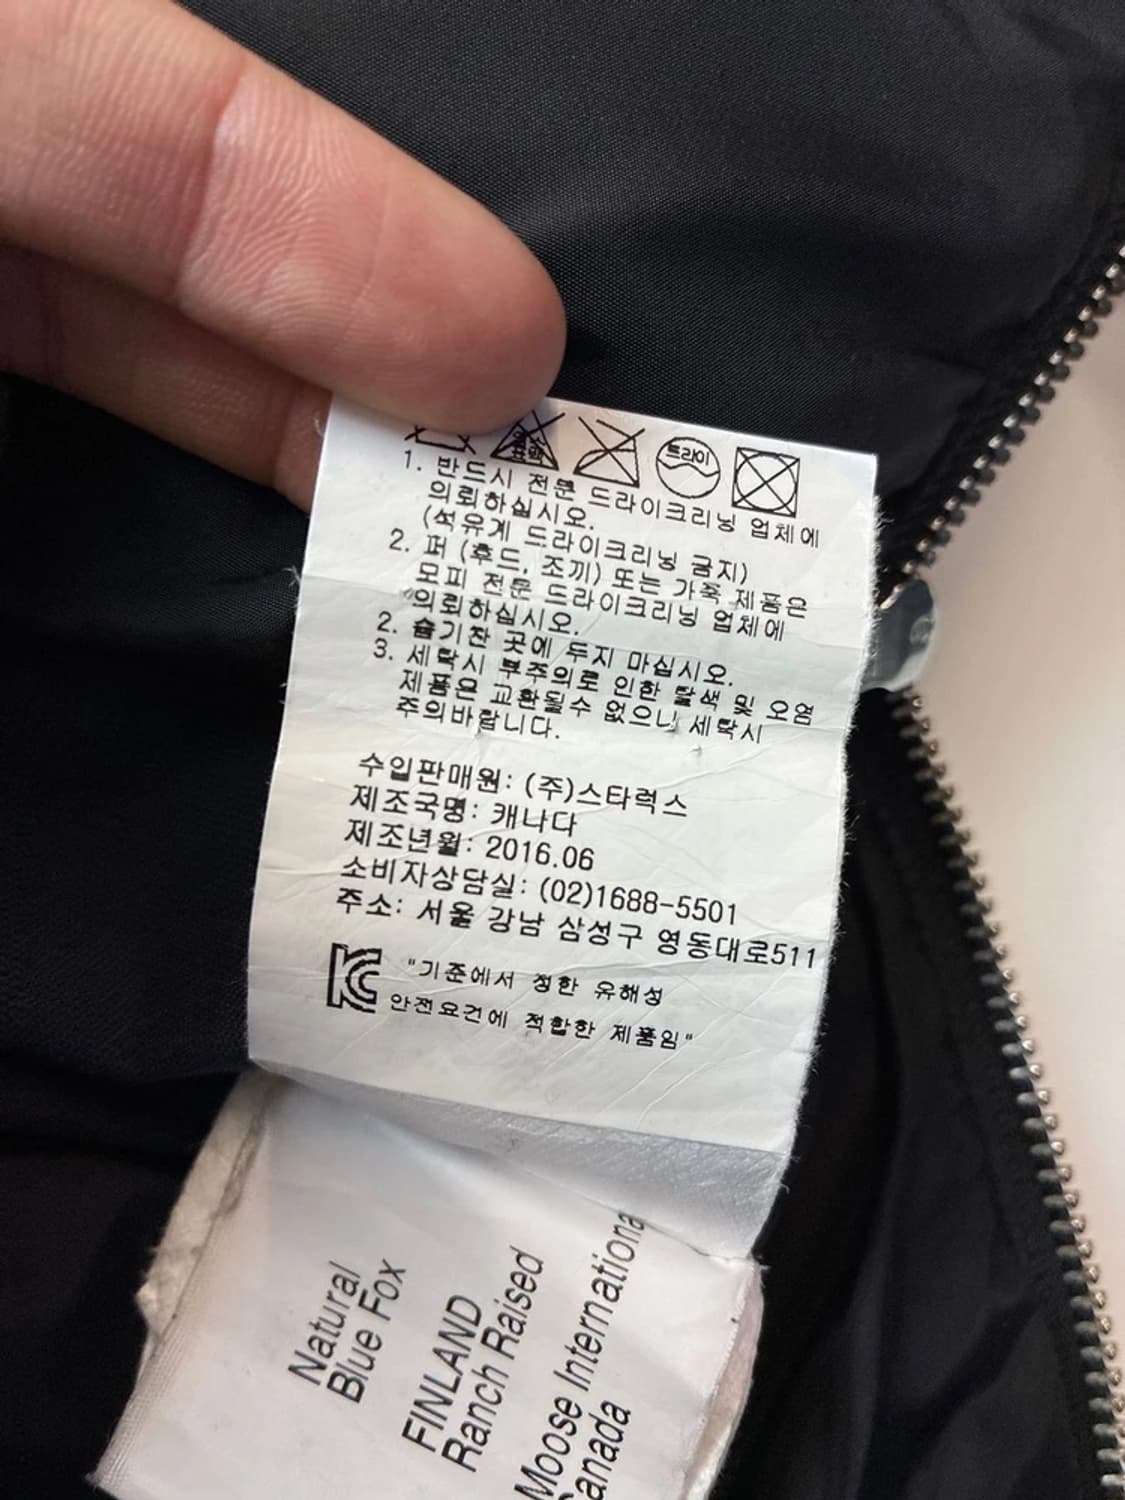 드라이
1. 반드시 전문 드라이크리닝 업체에
의뢰하십시오.
(석유계 드라이크리닝 금지)
2. 퍼 (후드, 조끼) 또는 가죽 제품은
모피 전문 드라이크리닝 업체에
의뢰하십시오.
2. 습기찬 곳에 두지 마십시오.
3. 세탁시 부주의로 인한 탈색 및 오염
제품은 교환될수 없으니 세탁시
주의바랍니다.
수입판매원: (주)스타럭스
제조국명: 캐나다
제조년월: 2016.06
소비자상담실: (02)1688-5501
주소: 서울 강남 삼성구 영동대로511
KC "기준에서 정한 유해성
안전요건에 적합한 제품임"
Natural
Blue Fox
FINLAND
Ranch Raised
Moose Internationa
anada